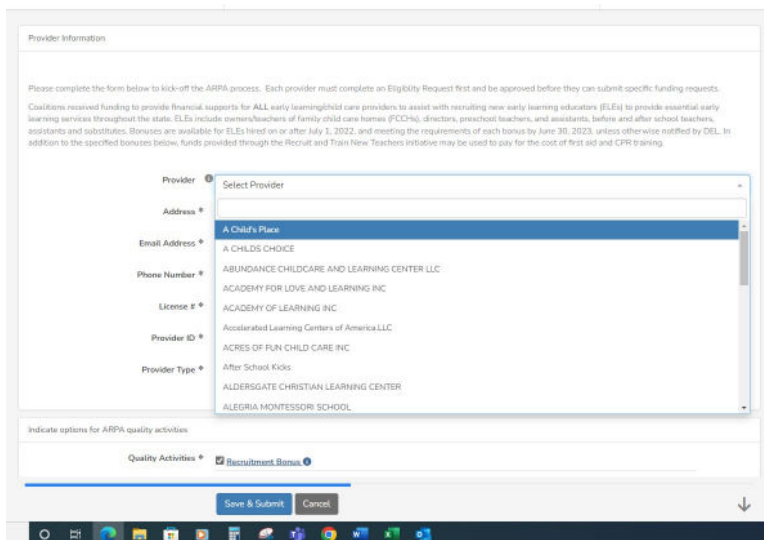 Provider Information
Please complete the form below to kick-off the ARPA process. Each provider must complete an Eligiblity Request first and be approved before they can submit specific funding requests.
Coalitions received funding to provide financial supports for ALL early learning/child care providers to assist with recruiting new early learning educators (ELEs) to provide essential early
learning services throughout the state. ELEs include owners/teachers of family child care homes (FCCHs), directors, preschool teachers, and assistants, before and after school teachers,
assistants and substitutes. Bonuses are available for ELEs hired on or after July 1, 2022, and meeting the requirements of each bonus by June 30, 2023, unless otherwise notified by DEL. In
addition to the specified bonuses below, funds provided through the Recruit and Train New Teachers initiative may be used to pay for the cost of first aid and CPR training.
Provider Select Provider
Address *
A Child's Place
Email Address *
A CHILDS CHOICE
ABUNDANCE CHILDCARE AND LEARNING CENTER LLC
Phone Number *
ACADEMY FOR LOVE AND LEARNING INC
License # *
ACADEMY OF LEARNING INC
Accelerated Learning Centers of America,LLC
Provider ID *
ACRES OF FUN CHILD CARE INC
Provider Type *
After School Kicks
ALDERSGATE CHRISTIAN LEARNING CENTER
ALEGRIA MONTESSORI SCHOOL
Indicate options for ARPA quality activities
Quality Activities * Recruitment Bonus
Save & Submit Cancel